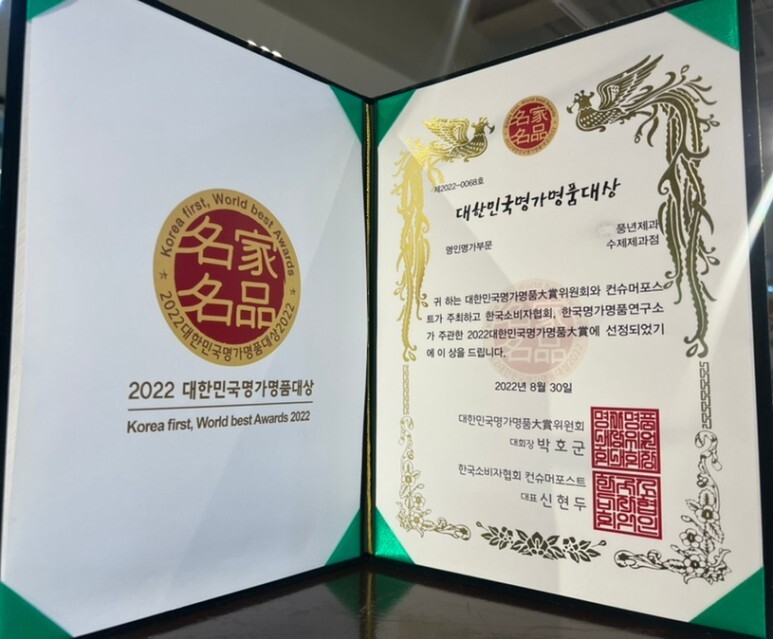 Korea first, World best Awards
名家
名品
2022대한민국명가명품대상2022
2022 대한민국명가명품대상
Korea first, World best Awards 2022
名家
名品
제2022-0068호
대한민국명가명품대상
풍년제과
명인명가부문
수제제과점
귀 하는 대한민국명가명품大賞위원회와 컨슈머포스
트가 주최하고 한국소비자협회, 한국명가명품연구소
가 주관한 2022대한민국명가명품大賞에 선정되었기
에 이 상을 드립니다.
2022년 8월 30일
대한민국명가명품大賞위원회
대회장 박 호 군
한국소비자협회 컨슈머포스트
대표 신 현 두